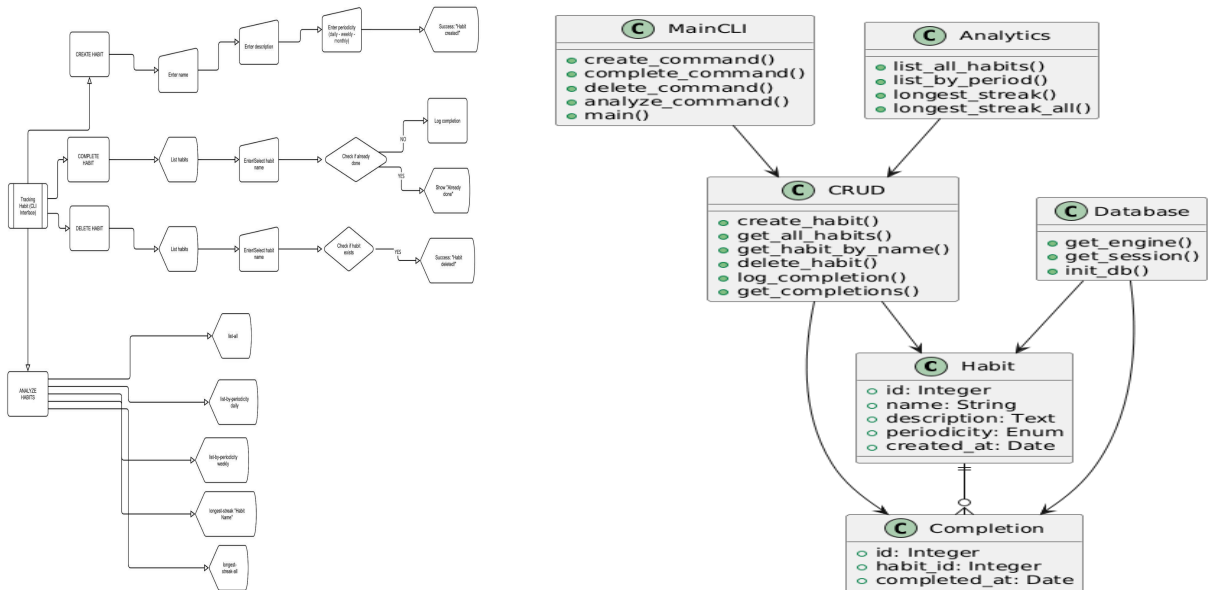 CREATE HABIT
Enter name
Enter description
Enter periodicity
(daily - weekly -
monthly)
Success: "Habit
created!"
COMPLETE
HABIT
List habits
Enter/Select habit
name
Check if already
done
NO
Log completion
YES
Show "Already
done"
Tracking
Habit (CLI
Interface)
DELETE HABIT
List habits
Enter/Select habit
name
Check if habit
exists
YES
Success: "Habit
deleted!"
ANALYZE
HABITS
list-all
list-by-periodicity
daily
list-by-periodicity
weekly
longest-streak "Habit
Name"
longest-
streak-all
C MainCLI
create_command()
complete_command()
delete_command()
analyze_command()
main()
C Analytics
list_all_habits()
list_by_period()
longest_streak()
longest_streak_all()
C CRUD
create_habit()
get_all_habits()
get_habit_by_name()
delete_habit()
log_completion()
get_completions()
C Database
get_engine()
get_session()
init_db()
C Habit
id: Integer
name: String
description: Text
periodicity: Enum
created_at: Date
C Completion
id: Integer
habit_id: Integer
completed_at: Date